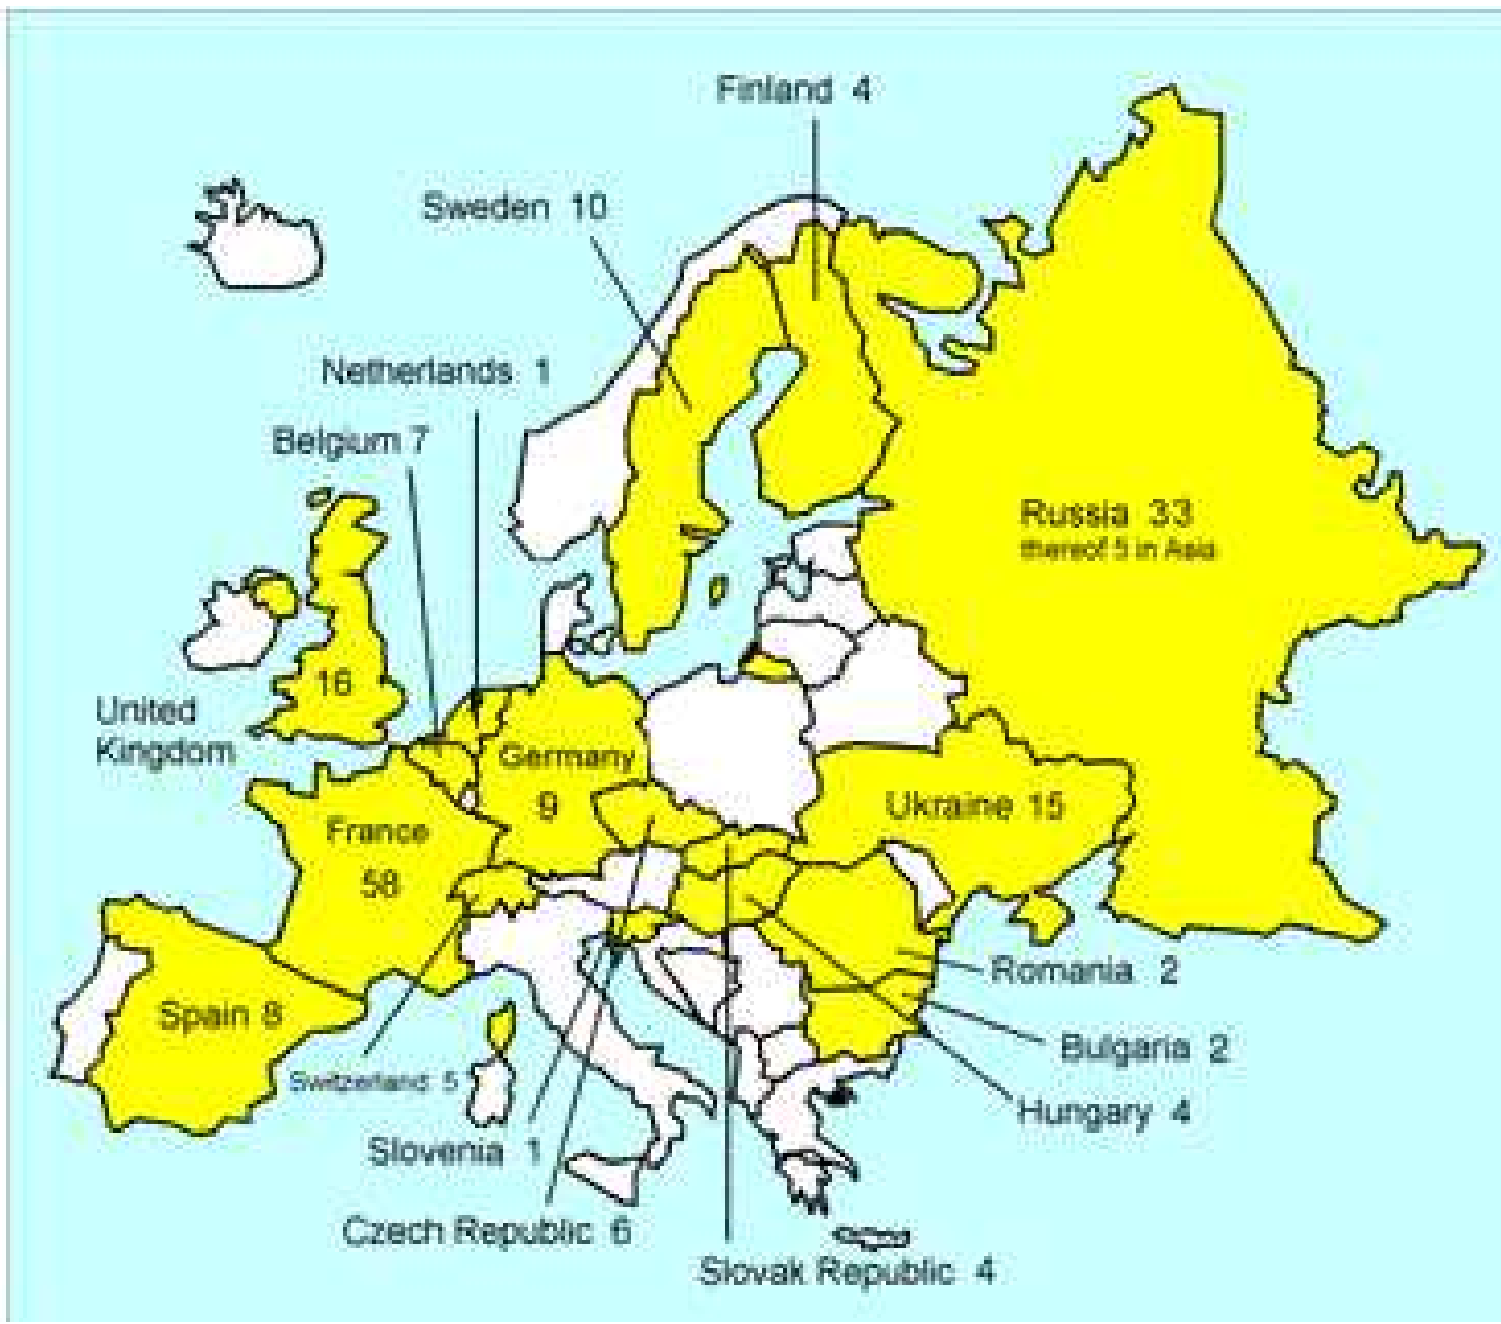 Finland 4
Sweden 10
Netherlands 1
Belgium 7
Russia 33
thereof 5 in Asia
16
United
Kingdom
Germany
9
Ukraine 15
France
58
Romania 2
Spain 8
Bulgaria 2
Switzerland 5
Hungary 4
Slovenia 1
Czech Republic 6
Slovak Republic 4